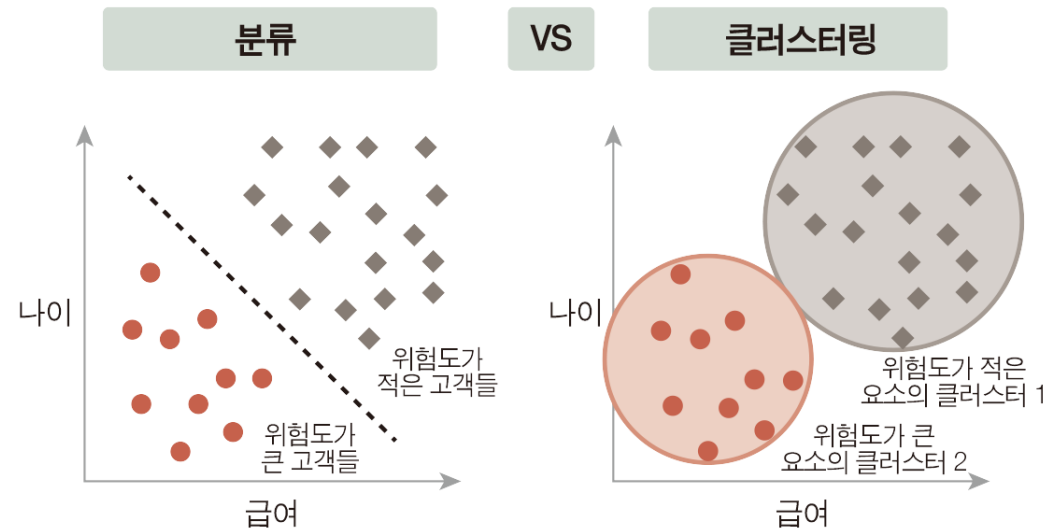 분류
VS
클러스터링
나이
위험도가
적은 고객들
위험도가
큰 고객들
급여
나이
위험도가 적은
요소의 클러스터 1
위험도가 큰
요소의 클러스터 2
급여